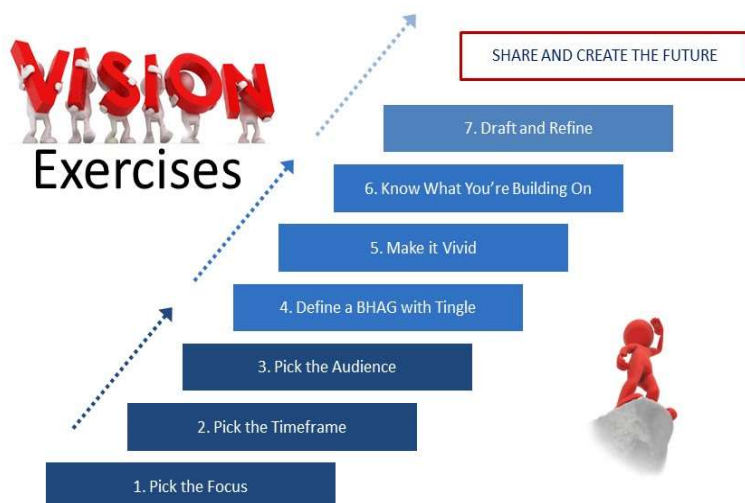 VISION
Exercises
SHARE AND CREATE THE FUTURE
7. Draft and Refine
6. Know What You're Building On
5. Make it Vivid
4. Define a BHAG with Tingle
3. Pick the Audience
2. Pick the Timeframe
1. Pick the Focus